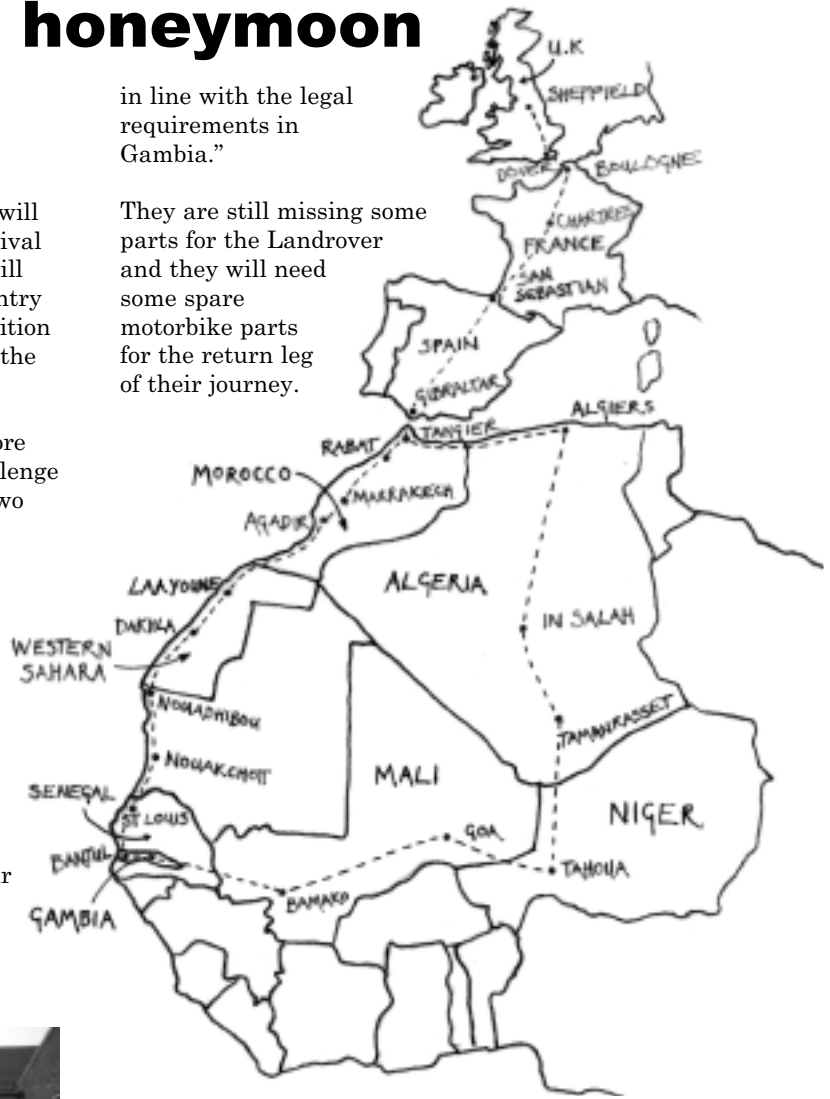 honeymoon
will
ival
ill
ntry
ition
the
ore
lenge
wo
r
in line with the legal
requirements in
Gambia.”
They are still missing some
parts for the Landrover
and they will need
some spare
motorbike parts
for the return leg
of their journey.
U.K
SHEFFIELD
DOVER
BOULOGNE
CHARTRES
FRANCE
SAN
SEBASTIAN
SPAIN
GIBRALTAR
ALGIERS
TANGIER
RABAT
MOROCCO
MARRAKECH
AGADIR
ALGERIA
LAAYOUNE
IN SALAH
DAKHLA
WESTERN
SAHARA
NOUADHIBOU
TAMANRASSET
NOUAKCHOTT
MALI
SENEGAL
NIGER
ST LOUIS
GOA
BANJUL
TAHOUA
BAMAKO
GAMBIA